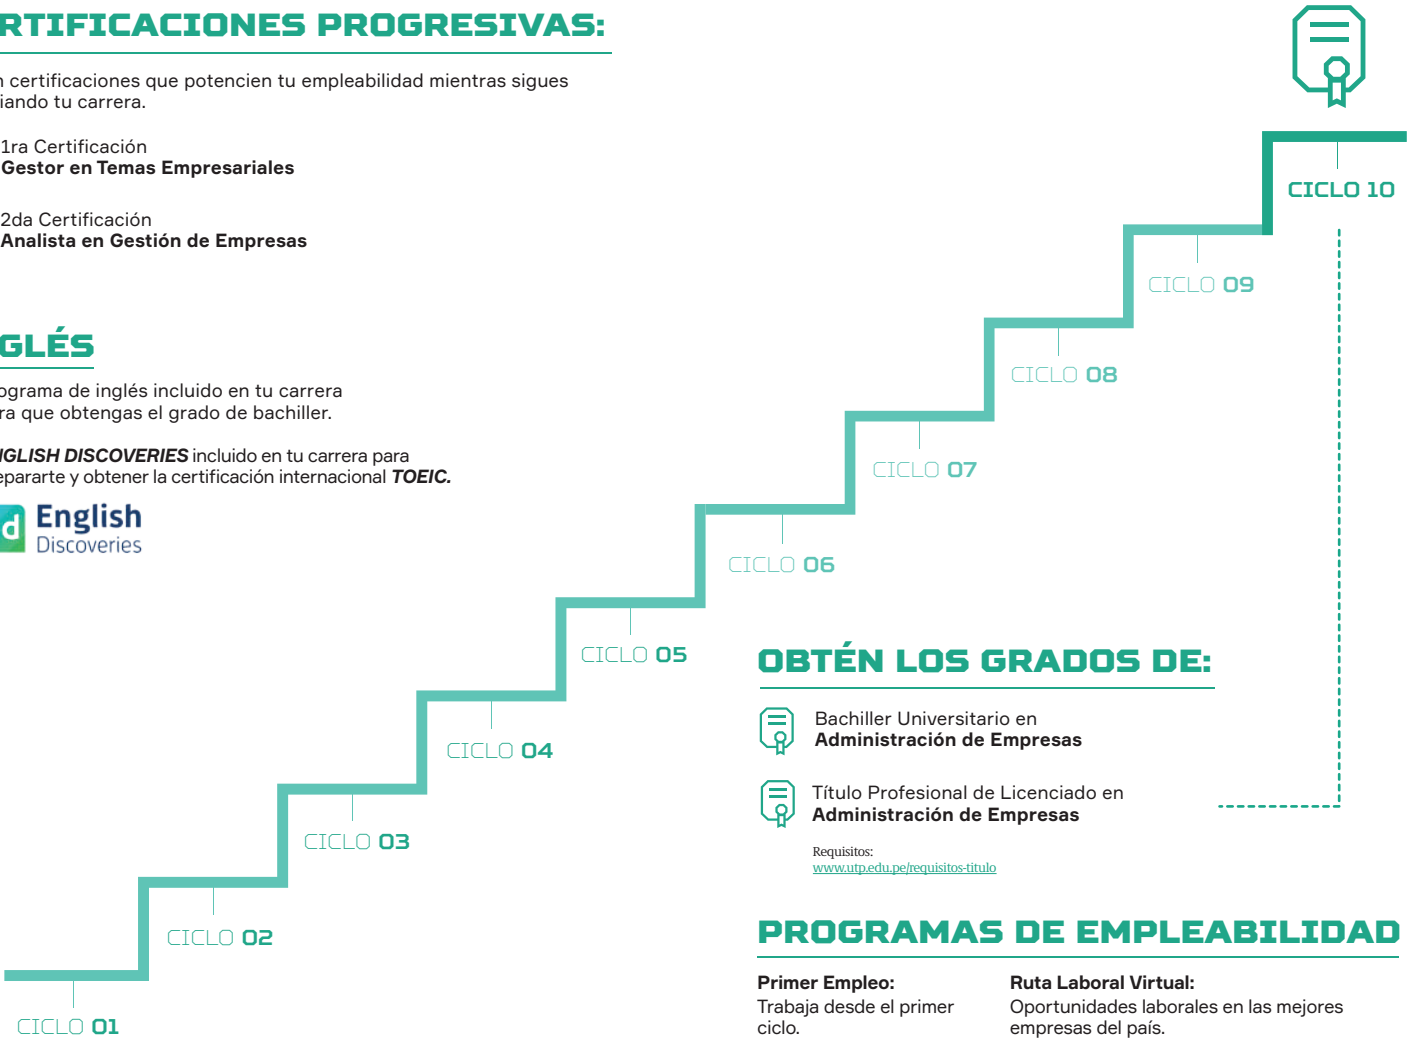 RTIFICACIONES PROGRESIVAS:
n certificaciones que potencien tu empleabilidad mientras sigues
iando tu carrera.
1ra Certificación
Gestor en Temas Empresariales
2da Certificación
Analista en Gestión de Empresas
GLÉS
ograma de inglés incluido en tu carrera
ra que obtengas el grado de bachiller.
NGLISH DISCOVERIES incluido en tu carrera para
epararte y obtener la certificación internacional TOEIC.
d English
Discoveries
CICLO 10
CICLO 09
CICLO 08
CICLO 07
CICLO 06
CICLO 05
CICLO 04
CICLO 03
CICLO 02
CICLO 01
OBTÉN LOS GRADOS DE:
Bachiller Universitario en
Administración de Empresas
Título Profesional de Licenciado en
Administración de Empresas
Requisitos:
www.utp.edu.pe/requisitos-titulo
PROGRAMAS DE EMPLEABILIDAD
Primer Empleo:
Trabaja desde el primer
ciclo.
Ruta Laboral Virtual:
Oportunidades laborales en las mejores
empresas del país.